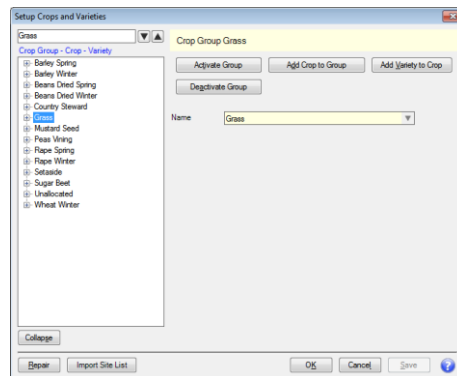 Setup Crops and Varieties
Grass
Crop Group - Crop - Variety
Barley Spring
Barley Winter
Beans Dried Spring
Beans Dried Winter
Country Steward
Grass
Mustard Seed
Peas Vining
Rape Spring
Rape Winter
Setaside
Sugar Beet
Unallocated
Wheat Winter
Collapse
Crop Group Grass
Activate Group Add Crop to Group Add Variety to Crop
Deactivate Group
Name Grass
Repair Import Site List OK Cancel Save ?